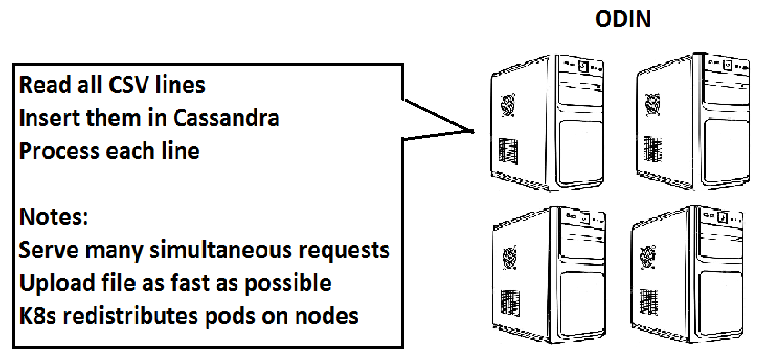 ODIN
Read all CSV lines
Insert them in Cassandra
Process each line
Notes:
Serve many simultaneous requests
Upload file as fast as possible
K8s redistributes pods on nodes